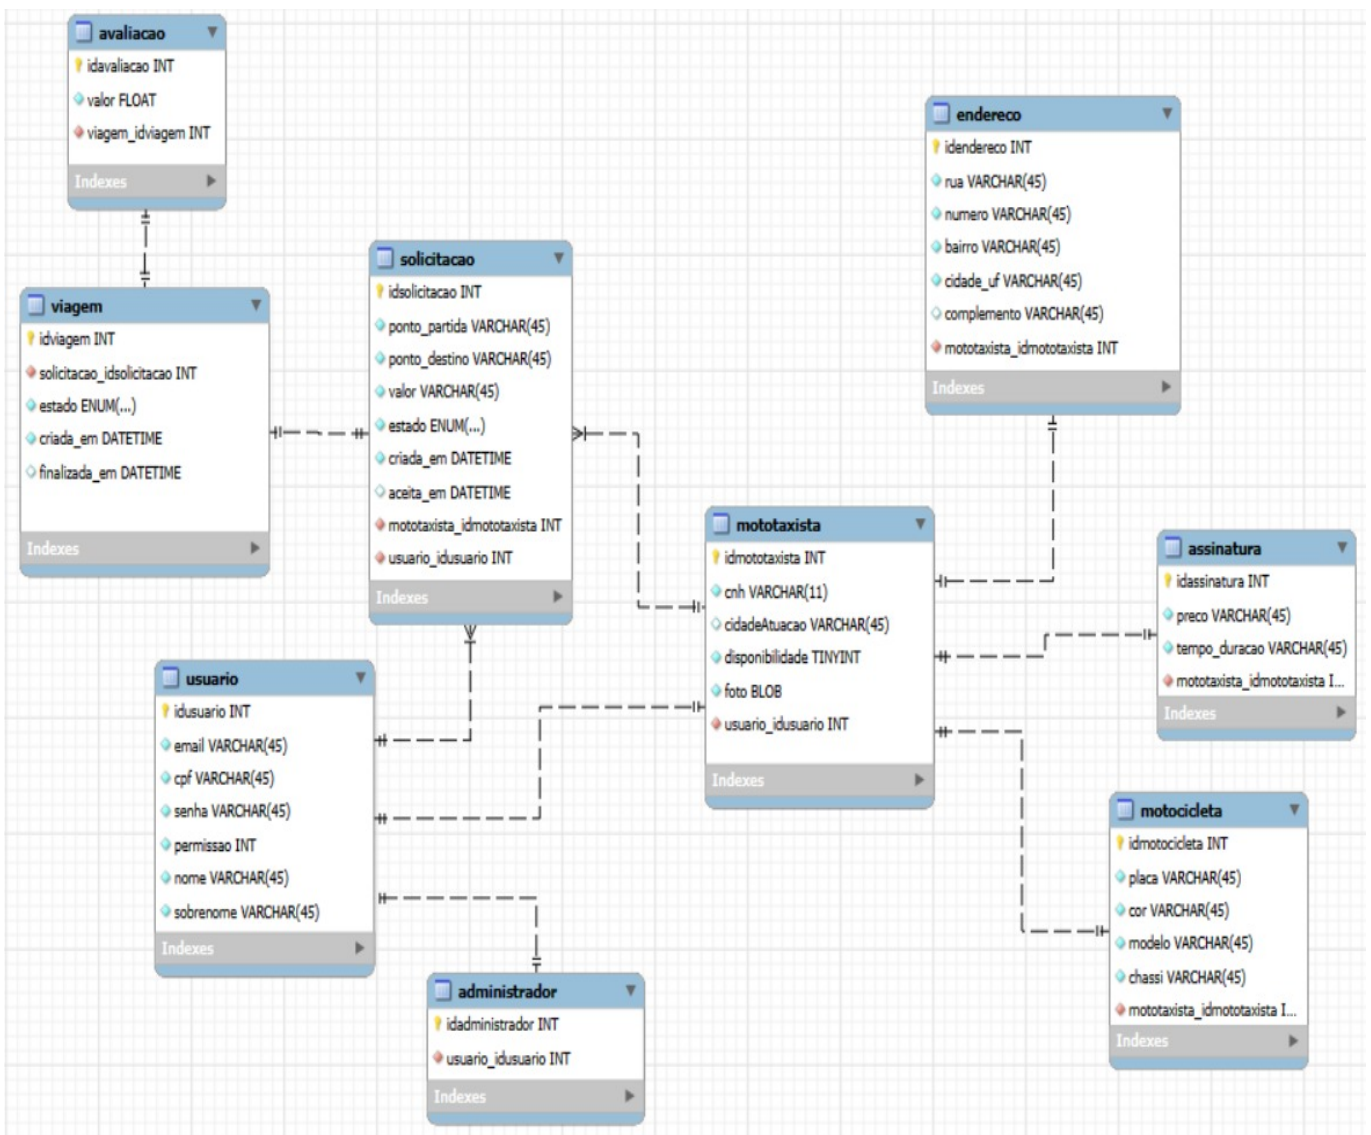 avaliacao
idavaliacao INT
valor FLOAT
viagem_idviagem INT
Indexes
viagem
idviagem INT
solicitacao_idsolicitacao INT
estado ENUM(...)
criada_em DATETIME
finalizada_em DATETIME
Indexes
solicitacao
idsolicitacao INT
ponto_partida VARCHAR(45)
ponto_destino VARCHAR(45)
valor VARCHAR(45)
estado ENUM(...)
criada_em DATETIME
aceita_em DATETIME
mototaxista_idmototaxista INT
usuario_idusuario INT
Indexes
endereco
idendereco INT
rua VARCHAR(45)
numero VARCHAR(45)
bairro VARCHAR(45)
cidade_uf VARCHAR(45)
complemento VARCHAR(45)
mototaxista_idmototaxista INT
Indexes
mototaxista
idmototaxista INT
cnh VARCHAR(11)
cidadeAtuacao VARCHAR(45)
disponibilidade TINYINT
foto BLOB
usuario_idusuario INT
Indexes
assinatura
idassinatura INT
preco VARCHAR(45)
tempo_duracao VARCHAR(45)
mototaxista_idmototaxista I...
Indexes
usuario
idusuario INT
email VARCHAR(45)
cpf VARCHAR(45)
senha VARCHAR(45)
permissao INT
nome VARCHAR(45)
sobrenome VARCHAR(45)
Indexes
motocicleta
idmotocicleta INT
placa VARCHAR(45)
cor VARCHAR(45)
modelo VARCHAR(45)
chassi VARCHAR(45)
mototaxista_idmototaxista I...
Indexes
administrador
idadministrador INT
usuario_idusuario INT
Indexes